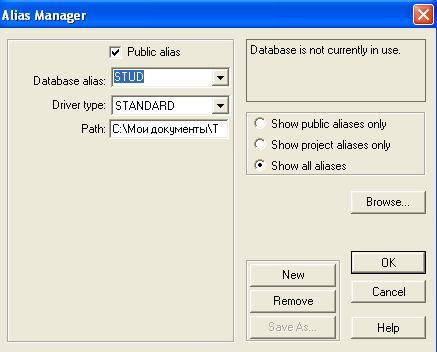 Alias Manager
Public alias
Database alias: STUD
Driver type: STANDARD
Path: C:\Мои документы\Т
Database is not currently in use.
Show public aliases only
Show project aliases only
Show all aliases
Browse...
New
Remove
Save As...
OK
Cancel
Help